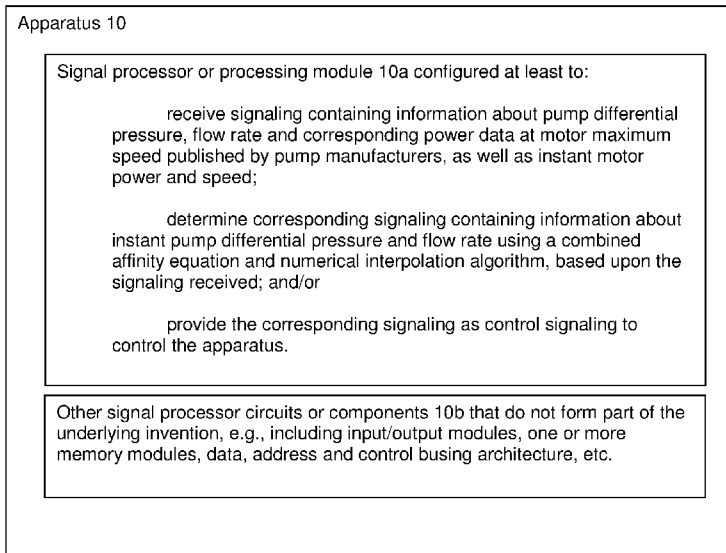 Apparatus 10
Signal processor or processing module 10a configured at least to:
receive signaling containing information about pump differential
pressure, flow rate and corresponding power data at motor maximum
speed published by pump manufacturers, as well as instant motor
power and speed;
determine corresponding signaling containing information about
instant pump differential pressure and flow rate using a combined
affinity equation and numerical interpolation algorithm, based upon the
signaling received; and/or
provide the corresponding signaling as control signaling to
control the apparatus.
Other signal processor circuits or components 10b that do not form part of the
underlying invention, e.g., including input/output modules, one or more
memory modules, data, address and control busing architecture, etc.